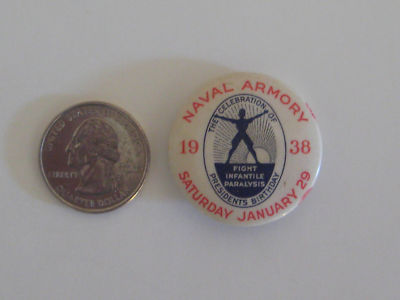 UNITED STATES OF AMERICA
LIBERTY
QUARTER DOLLAR
NAVAL ARMORY
THE CELEBRATION OF
19 38
FIGHT
INFANTILE
PARALYSIS
PRESIDENTS BIRTHDAY
SATURDAY JANUARY 29